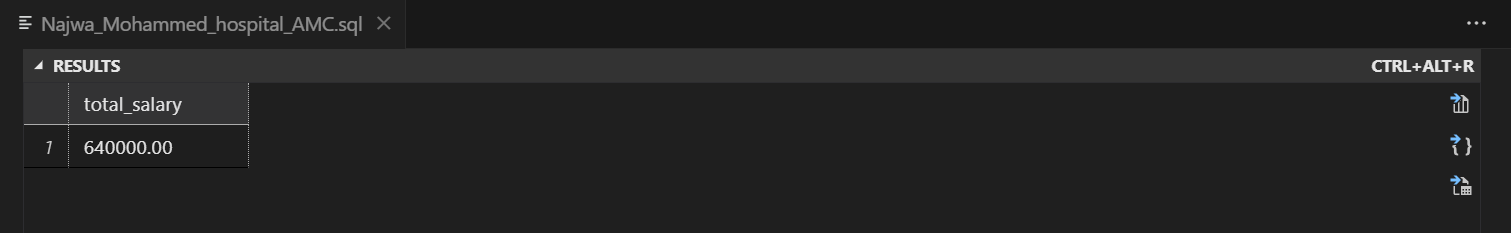 Najwa_Mohammed_hospital_AMC.sql
RESULTS CTRL+ALT+R
total_salary
1 640000.00